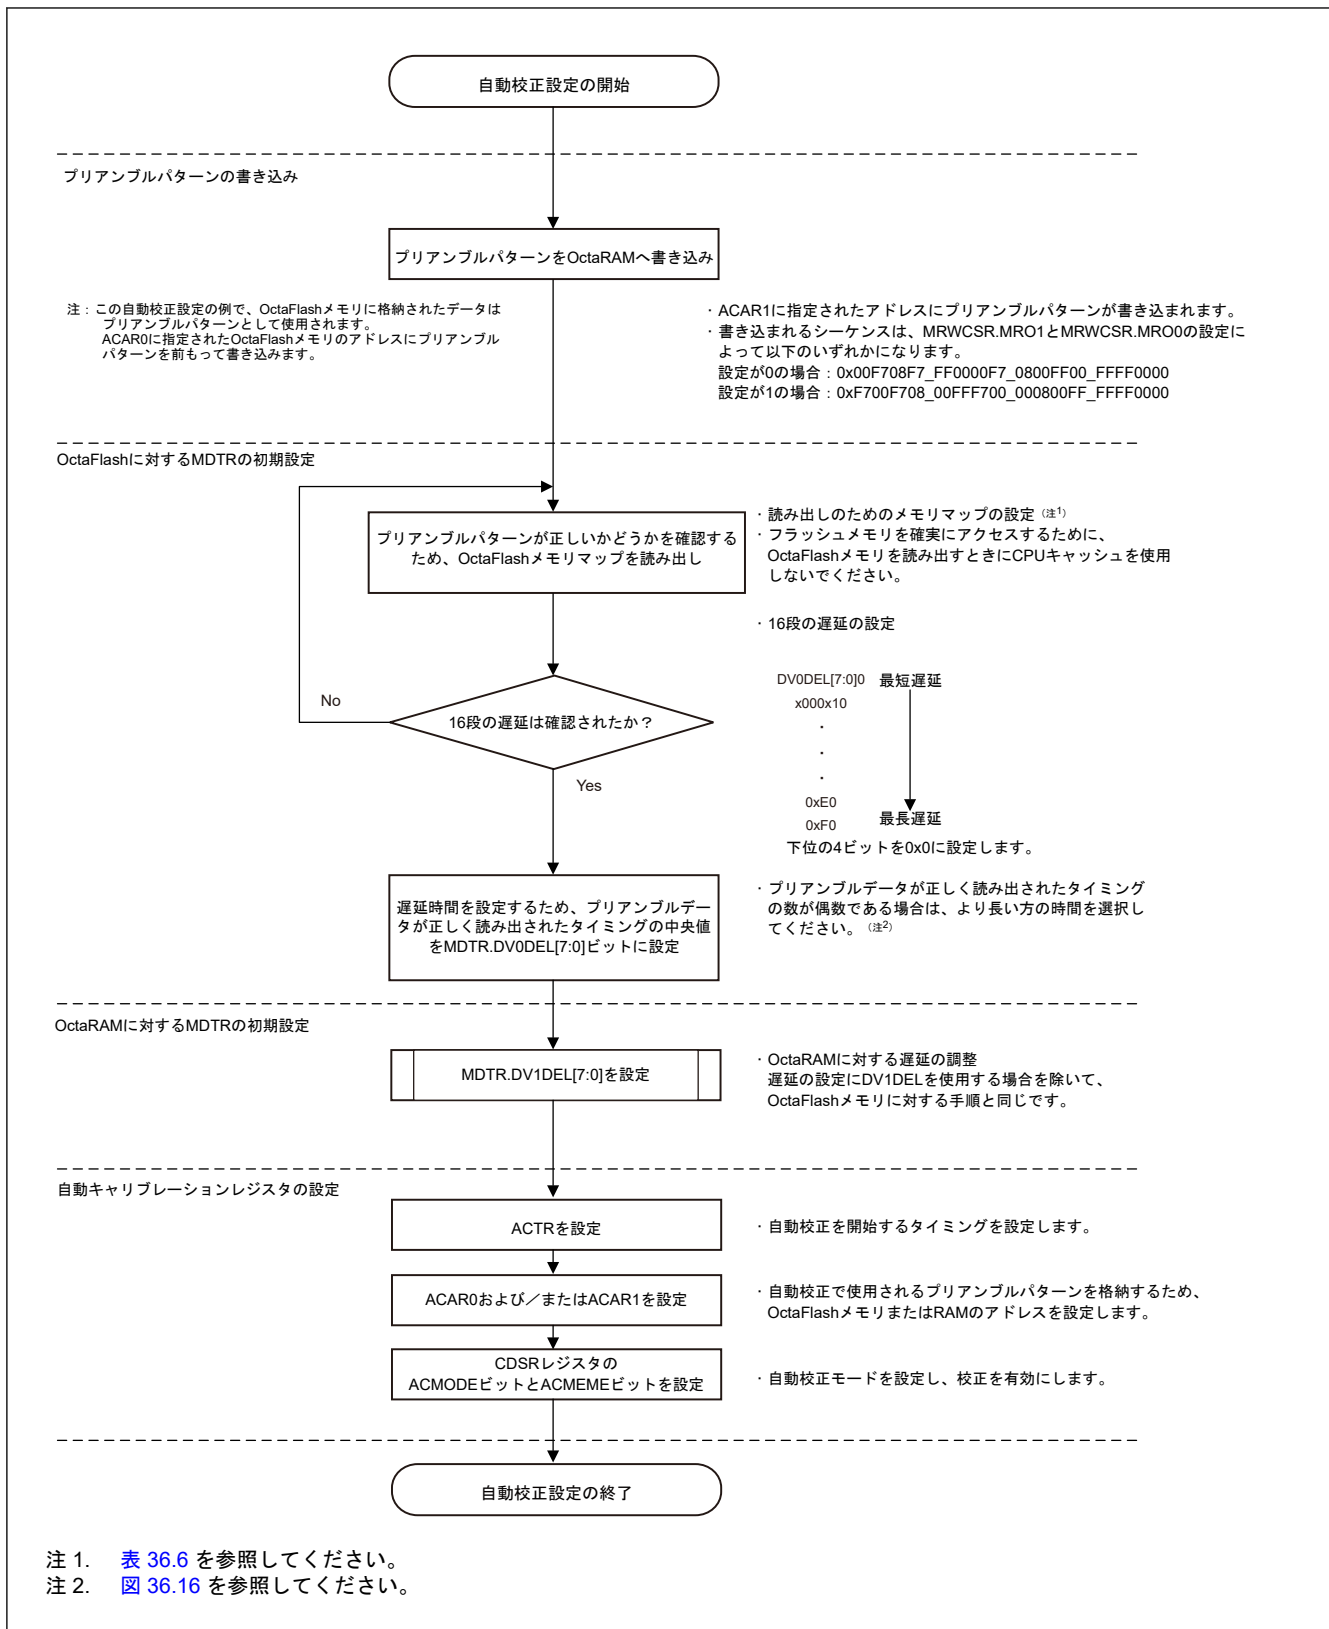 自動校正設定の開始
プリアンブルパターンの書き込み
プリアンブルパターンをOctaRAMへ書き込み
注：この自動校正設定の例で、OctaFlashメモリに格納されたデータは
プリアンブルパターンとして使用されます。
ACAR0に指定されたOctaFlashメモリのアドレスにプリアンブル
パターンを前もって書き込みます。
・ACAR1に指定されたアドレスにプリアンブルパターンが書き込まれます。
・書き込まれるシーケンスは、MRWCSR.MRO1とMRWCSR.MRO0の設定に
よって以下のいずれかになります。
設定が0の場合：0x00F708F7_FF0000F7_0800FF00_FFFF0000
設定が1の場合：0xF700F708_00FFF700_000800FF_FFFF0000
OctaFlashに対するMDTRの初期設定
プリアンブルパターンが正しいかどうかを確認する
ため、OctaFlashメモリマップを読み出し
・読み出しのためのメモリマップの設定（注1）
・フラッシュメモリを確実にアクセスするために、
OctaFlashメモリを読み出すときにCPUキャッシュを使用
しないでください。
・16段の遅延の設定
No
16段の遅延は確認されたか？
Yes
DV0DEL[7:0]0 最短遅延
x000x10
・
・
・
0xE0
0xF0
最長遅延
下位の4ビットを0x0に設定します。
遅延時間を設定するため、プリアンブルデー
タが正しく読み出されたタイミングの中央値
をMDTR.DV0DEL[7:0]ビットに設定
・プリアンブルデータが正しく読み出されたタイミング
の数が偶数である場合は、より長い方の時間を選択し
てください。（注2）
OctaRAMに対するMDTRの初期設定
MDTR.DV1DEL[7:0]を設定
・OctaRAMに対する遅延の調整
遅延の設定にDV1DELを使用する場合を除いて、
OctaFlashメモリに対する手順と同じです。
自動キャリブレーションレジスタの設定
ACTRを設定
・自動校正を開始するタイミングを設定します。
ACAR0および／またはACAR1を設定
・自動校正で使用されるプリアンブルパターンを格納するため、
OctaFlashメモリまたはRAMのアドレスを設定します。
CDSRレジスタの
ACMODEビットとACMEMEビットを設定
・自動校正モードを設定し、校正を有効にします。
自動校正設定の終了
注 1. 表 36.6 を参照してください。
注 2. 図 36.16 を参照してください。